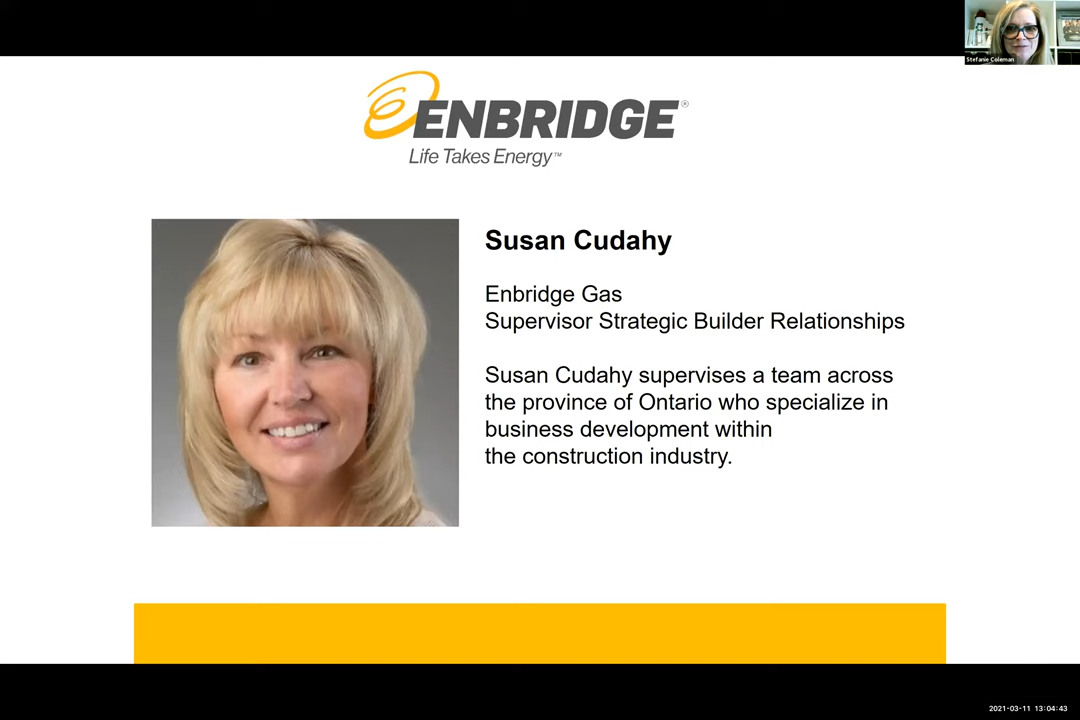 Stefanie Coleman
ENBRIDGE®
Life Takes Energy™
Susan Cudahy
Enbridge Gas
Supervisor Strategic Builder Relationships
Susan Cudahy supervises a team across
the province of Ontario who specialize in
business development within
the construction industry.
2021-03-11 13:04:43